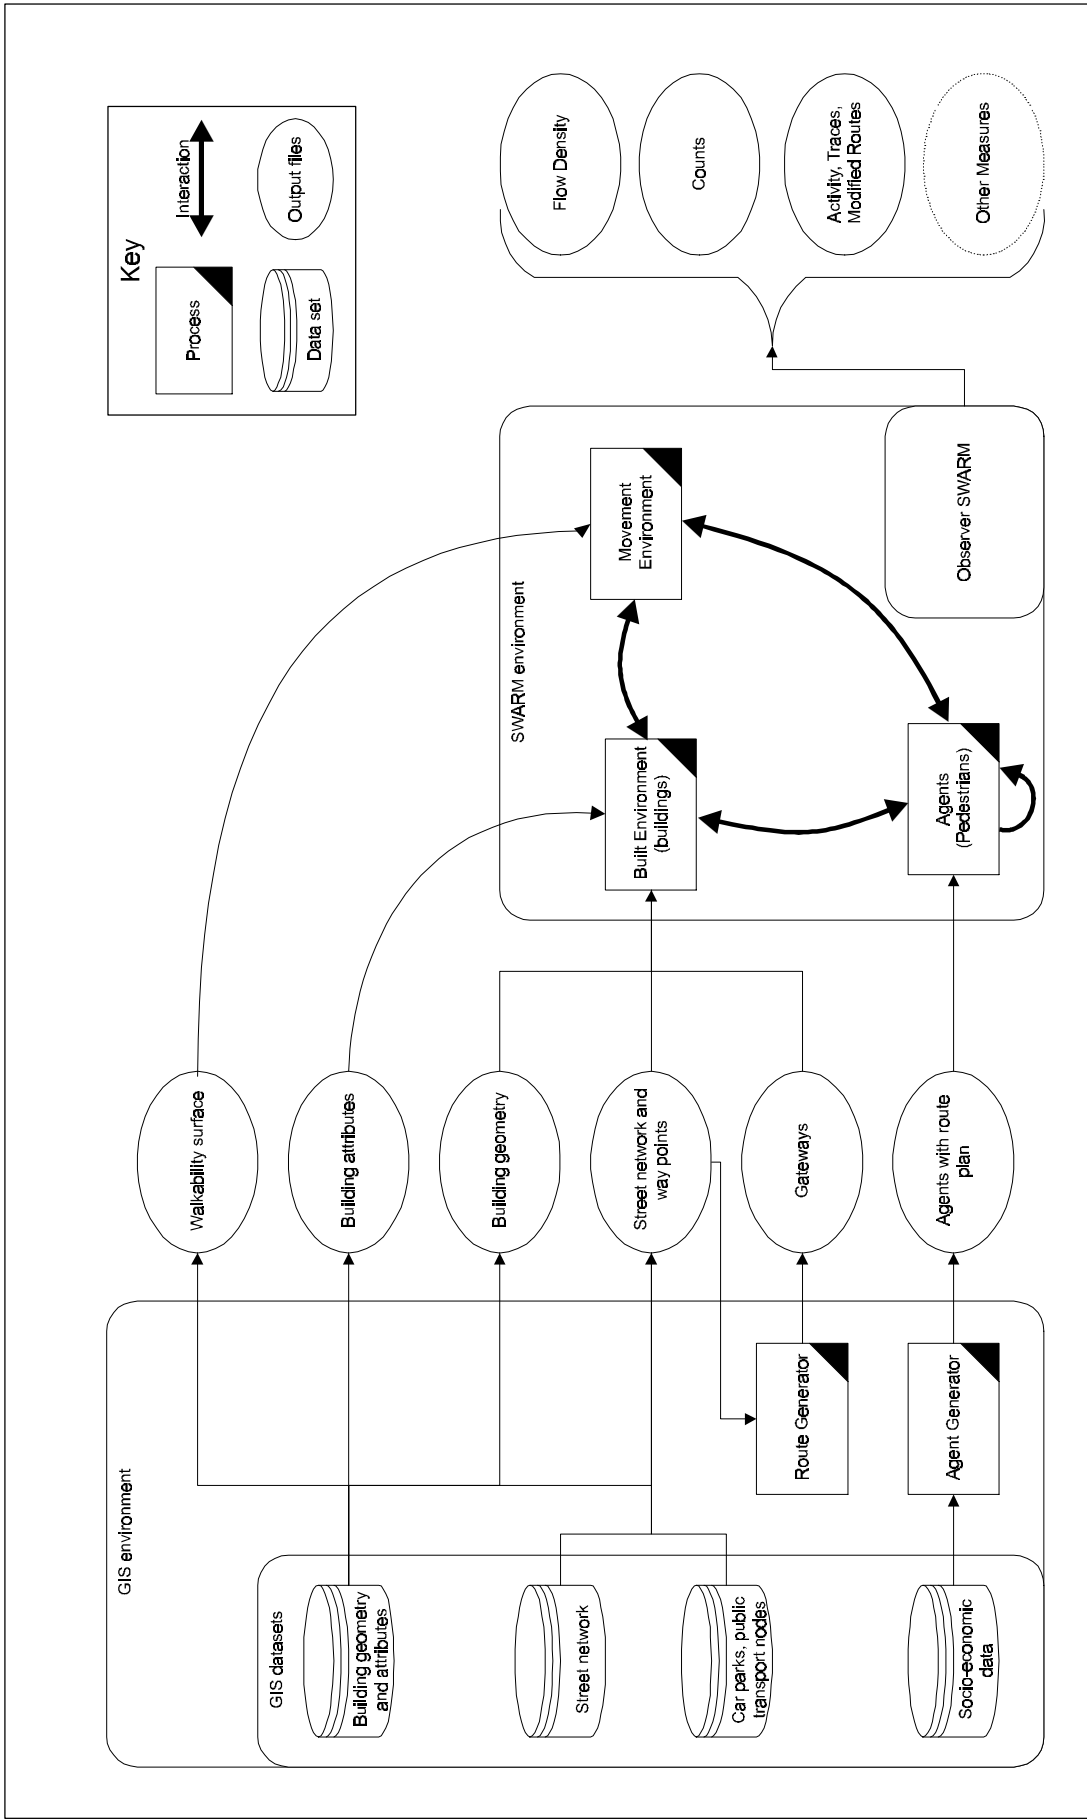 Key
Process
Interaction
Data set
Output files
GIS environment
GIS datasets
Building geometry
and attributes
Street network
Car parks, public
transport nodes
Socio-economic
data
Route Generator
Agent Generator
Walkability surface
Building attributes
Building geometry
Street network and
way points
Gateways
Agents with route
plan
SWARM environment
Built Environment
(buildings)
Movement
Environment
Agents
(Pedestrians)
Observer SWARM
Flow Density
Counts
Activity, Traces,
Modified Routes
Other Measures